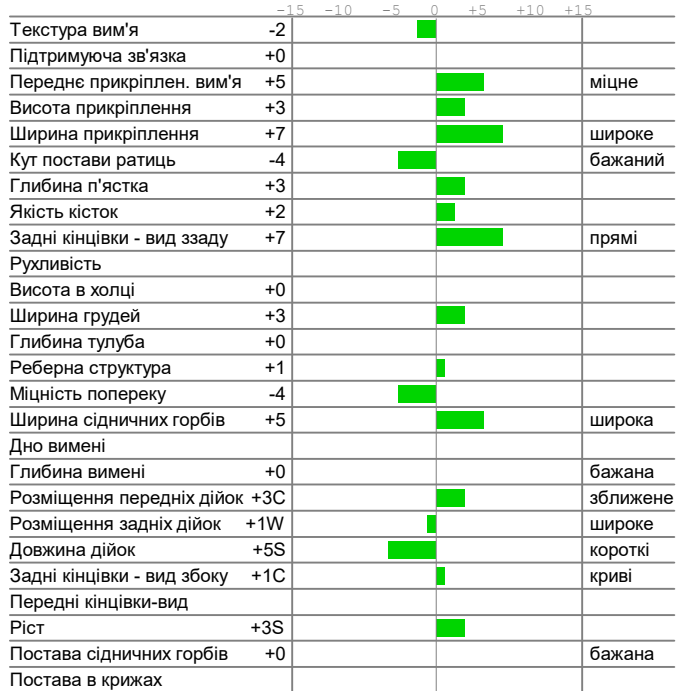 -15 -10 -5 0 +5 +10 +15
Текстура вим'я -2
Підтримуюча зв'язка +0
Переднє прикріплен. вим'я +5 міцне
Висота прикріплення +3
Ширина прикріплення +7 широке
Кут постави ратиць -4 бажаний
Глибина п'ястка +3
Якість кісток +2
Задні кінцівки - вид ззаду +7 прямі
Рухливість
Висота в холці +0
Ширина грудей +3
Глибина тулуба +0
Реберна структура +1
Міцність попереку -4
Ширина сідничних горбів +5 широка
Дно вимені
Глибина вимені +0 бажана
Розміщення передніх дійок +3C зближене
Розміщення задніх дійок +1W широке
Довжина дійок +5S короткі
Задні кінцівки - вид збоку +1C криві
Передні кінцівки-вид
Ріст +3S
Постава сідничних горбів +0 бажана
Постава в крижах